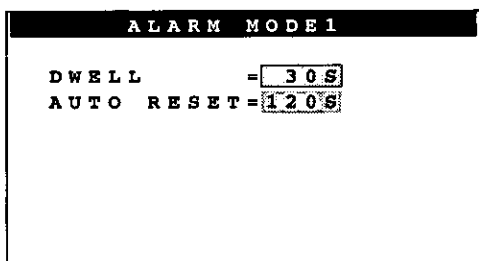 ALARM MODE1
DWELL = 30S
AUTO RESET=120S